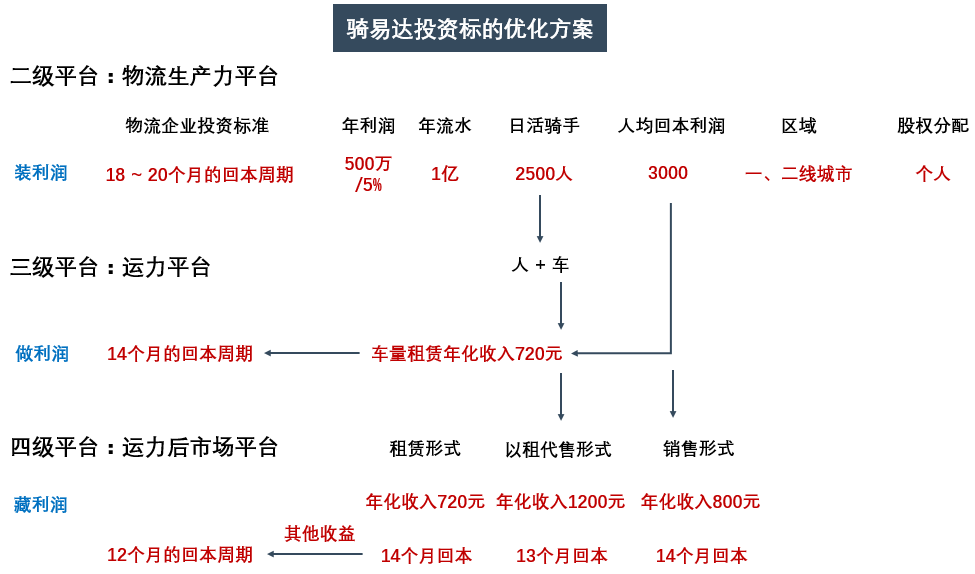 骑易达投资标的优化方案
二级平台：物流生产力平台
物流企业投资标准 年利润 年流水 日活骑手 人均回本利润 区域 股权分配
装利润 18 ~ 20个月的回本周期 500万 1亿 2500人 3000 一、二线城市 个人
/5%
三级平台：运力平台 人 + 车
做利润 14个月的回本周期 车量租赁年化收入720元
四级平台：运力后市场平台 租赁形式 以租代售形式 销售形式
藏利润 年化收入720元 年化收入1200元 年化收入800元
其他收益
12个月的回本周期 14个月回本 13个月回本 14个月回本